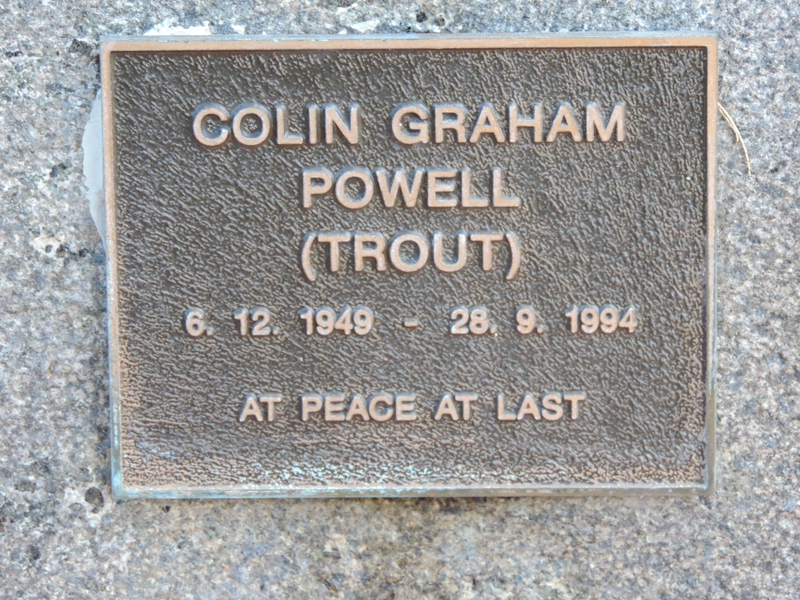 COLIN GRAHAM
POWELL
(TROUT)
6. 12. 1949 - 28. 9. 1994
AT PEACE AT LAST